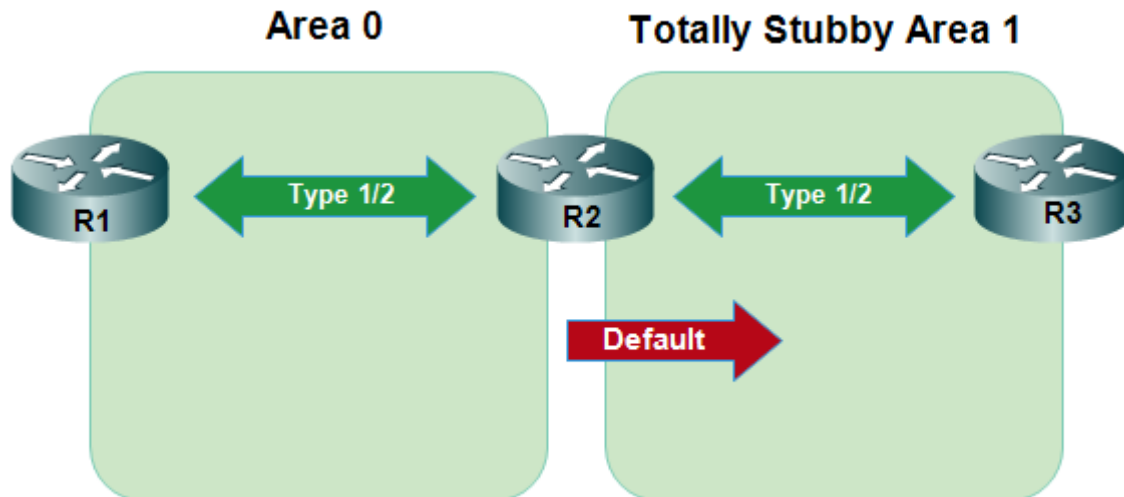 Area 0
Totally Stubby Area 1
R1
Type 1/2
R2
Type 1/2
R3
Default